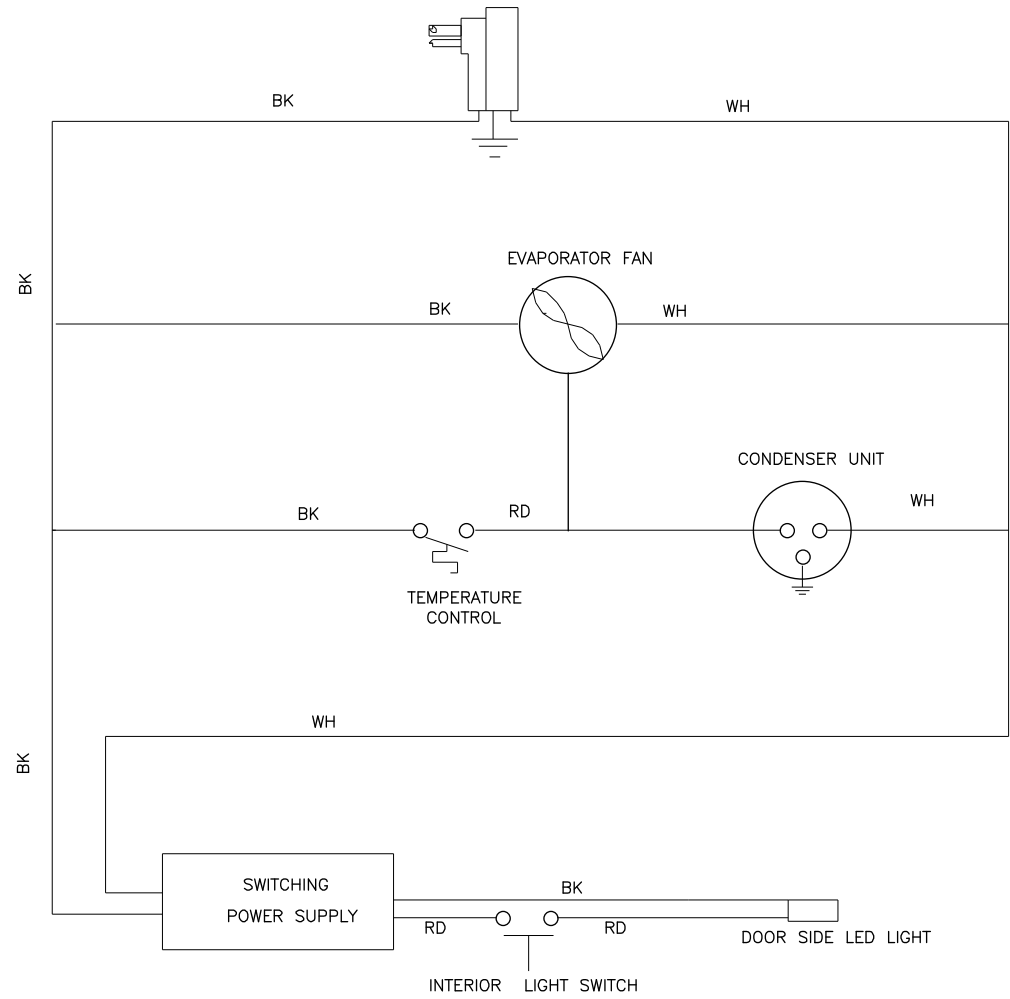 BK
WH
EVAPORATOR FAN
BK
BK
WH
CONDENSER UNIT
WH
BK
RD
TEMPERATURE
CONTROL
WH
BK
SWITCHING
POWER SUPPLY
BK
RD
RD
DOOR SIDE LED LIGHT
INTERIOR LIGHT SWITCH